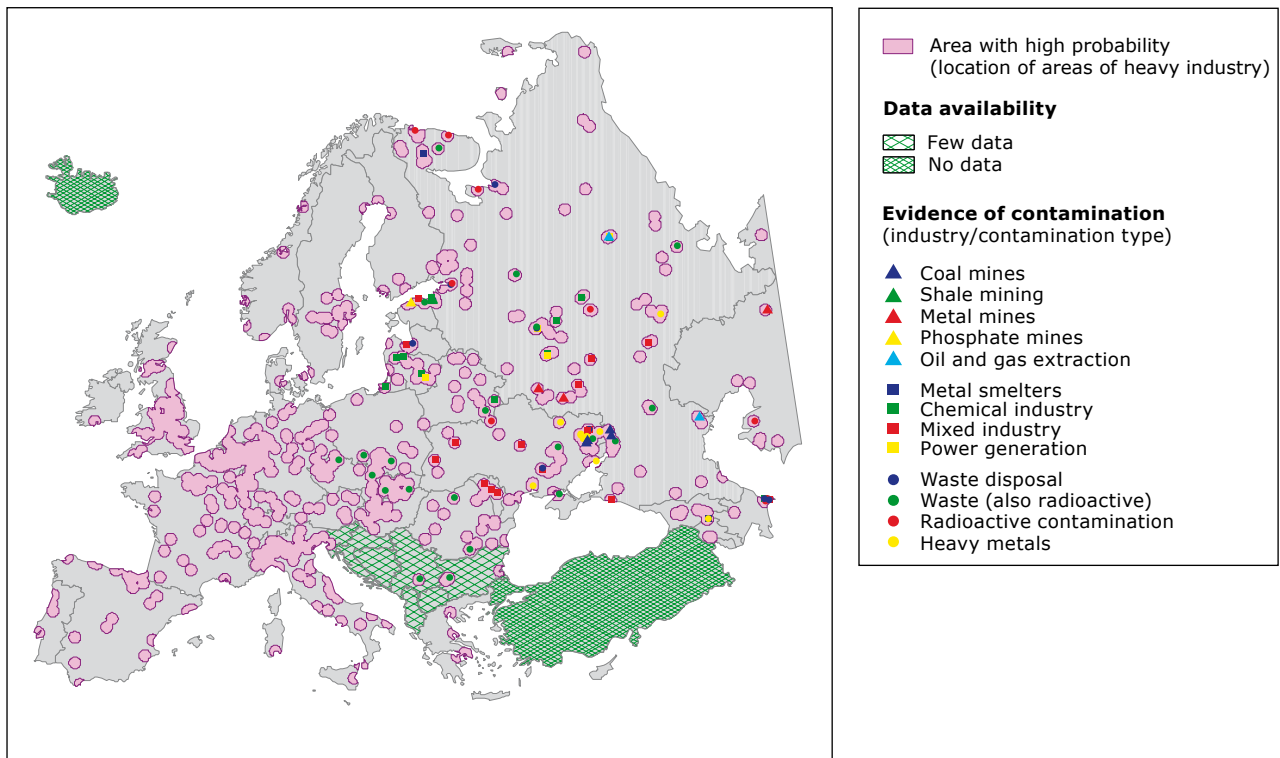 Area with high probability
(location of areas of heavy industry)
Data availability
Few data
No data
Evidence of contamination
(industry/contamination type)
Coal mines
Shale mining
Metal mines
Phosphate mines
Oil and gas extraction
Metal smelters
Chemical industry
Mixed industry
Power generation
Waste disposal
Waste (also radioactive)
Radioactive contamination
Heavy metals